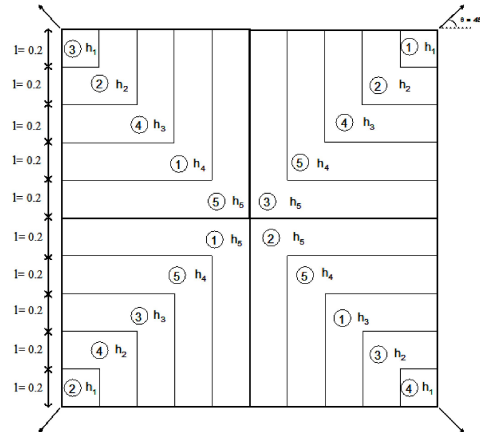 θ = 45
l= 0.2 ③ h₁ ① h₁
l= 0.2 ② h₂ ② h₂
l= 0.2 ④ h₃ ④ h₃
l= 0.2 ① h₄ ⑤ h₄
l= 0.2 ⑤ h₅ ③ h₅
l= 0.2 ① h₅ ② h₅
l= 0.2 ⑤ h₄ ⑤ h₄
l= 0.2 ③ h₃ ① h₃
l= 0.2 ④ h₂ ③ h₂
l= 0.2 ② h₁ ④ h₁